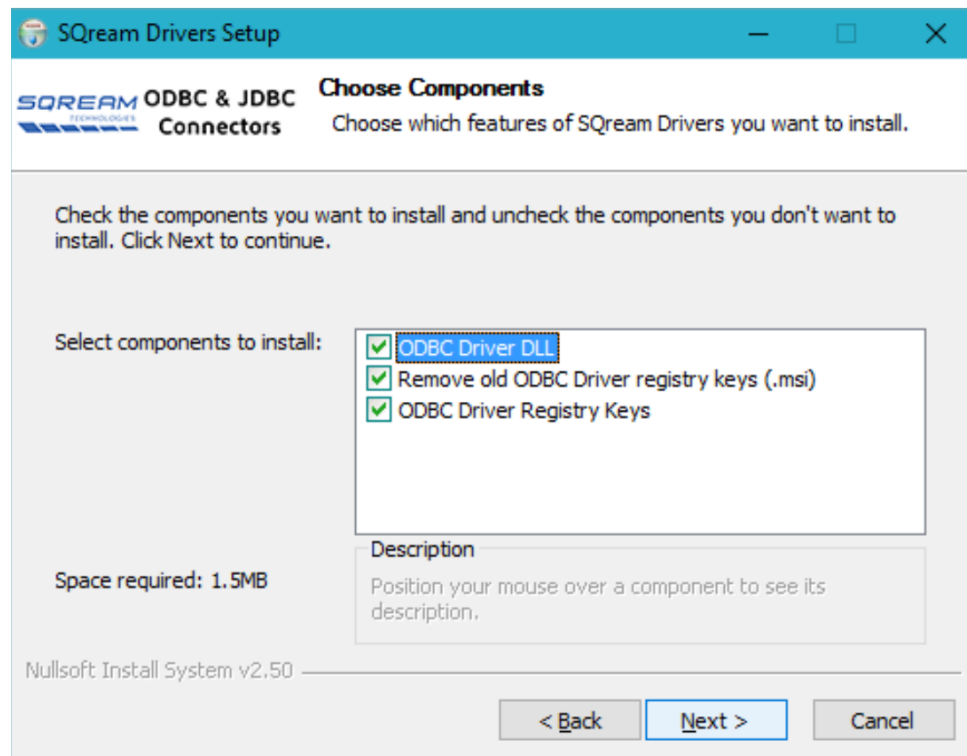 SQream Drivers Setup
SQREAM
TECHNOLOGIES
ODBC & JDBC
Connectors
Choose Components
Choose which features of SQream Drivers you want to install.
Check the components you want to install and uncheck the components you don't want to
install. Click Next to continue.
Select components to install:
ODBC Driver DLL
Remove old ODBC Driver registry keys (.msi)
ODBC Driver Registry Keys
Space required: 1.5MB
Description
Position your mouse over a component to see its
description.
Nullsoft Install System v2.50
< Back
Next >
Cancel